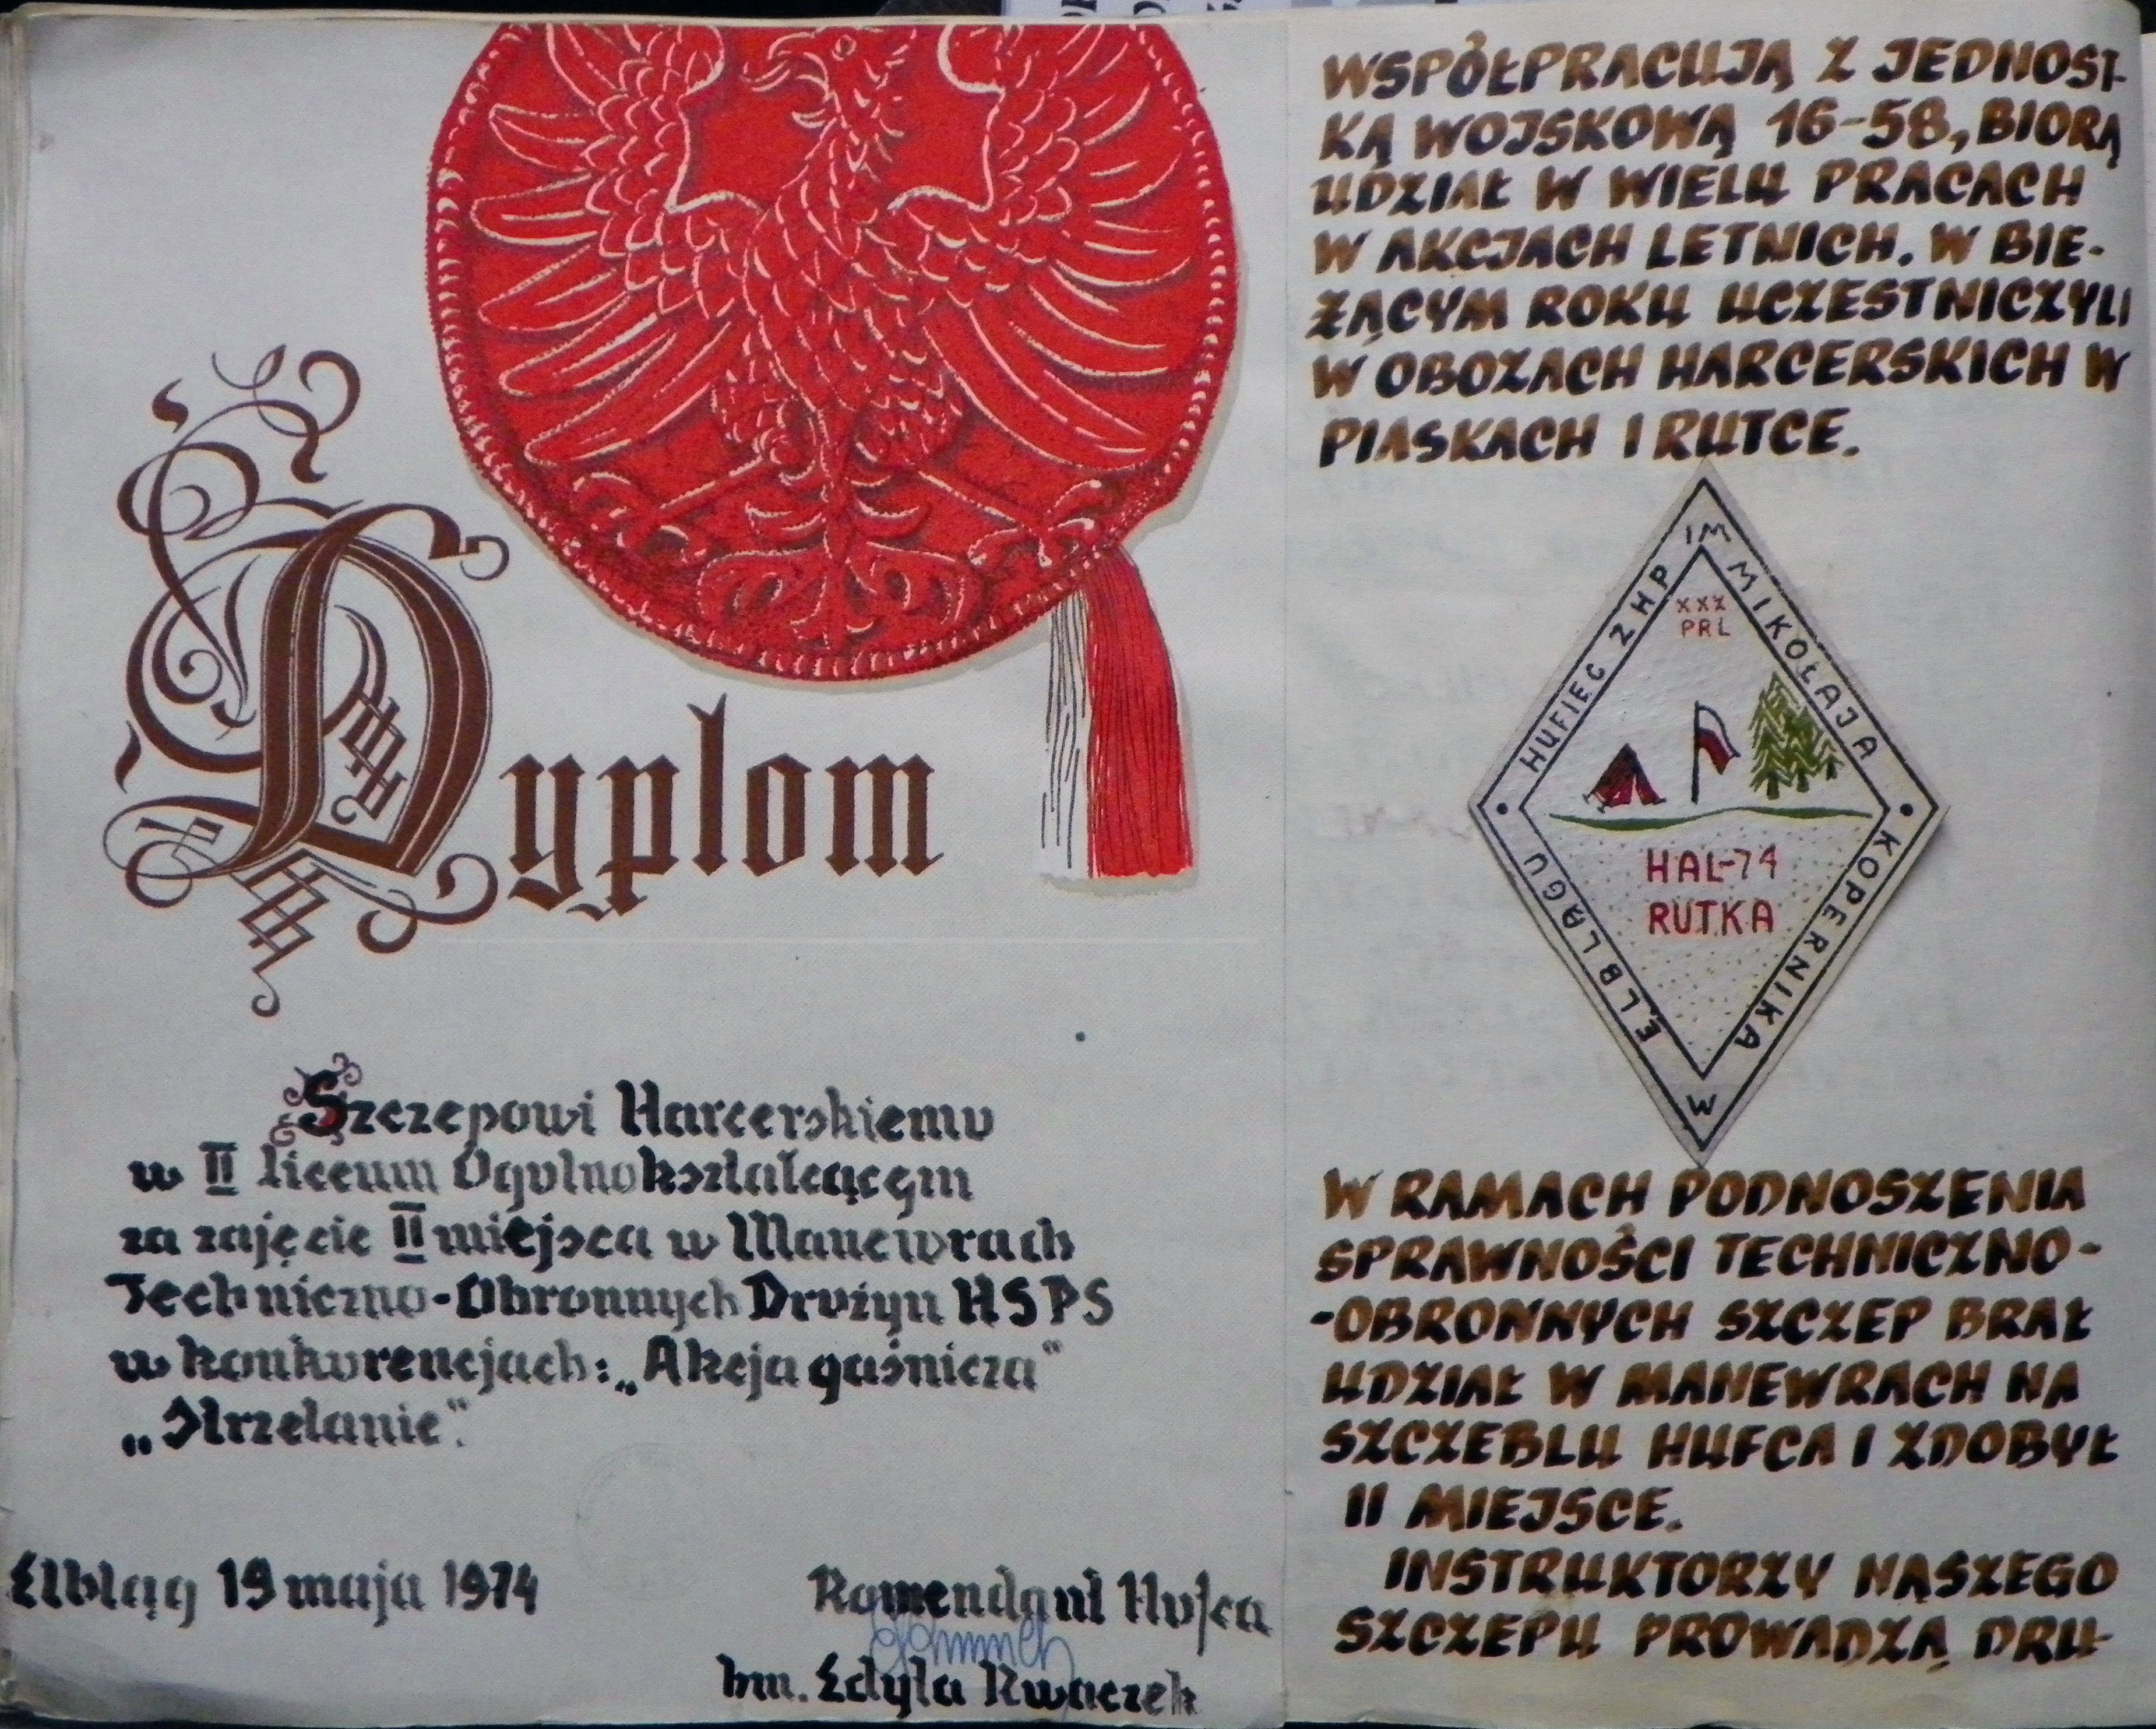 Dyplom
Szczepowi Harcerskiemu
w II Liceum Ogólnokształcącym
za zajęcie II miejsca w Manewrach
Techniczno-Obronnych Drużyn HSPS
w konkurencjach: „Akcja gaśnicza"
„Strzelanie".
Elbląg 19 maja 1974
Komendant Hufca
hm. Edyta Kwaczek
WSPÓŁPRACUJĄ Z JEDNOST-
KĄ WOJSKOWĄ 16-58, BIORĄ
UDZIAŁ W WIELU PRACACH
W AKCJACH LETNICH. W BIE-
ŻĄCYM ROKU UCZESTNICZYLI
W OBOZACH HARCERSKICH W
PIASKACH I RUTCE.
HUFIEC ZHP IM MIKOŁAJA KOPERNIKA W ELBLĄGU
XXX
PRL
HAL-74
RUTKA
W RAMACH PODNOSZENIA
SPRAWNOŚCI TECHNICZNO-
-OBRONNYCH SZCZEP BRAŁ
UDZIAŁ W MANEWRACH NA
SZCZEBLU HUFCA I ZDOBYŁ
II MIEJSCE.
INSTRUKTORZY NASZEGO
SZCZEPU PROWADZĄ DRU-